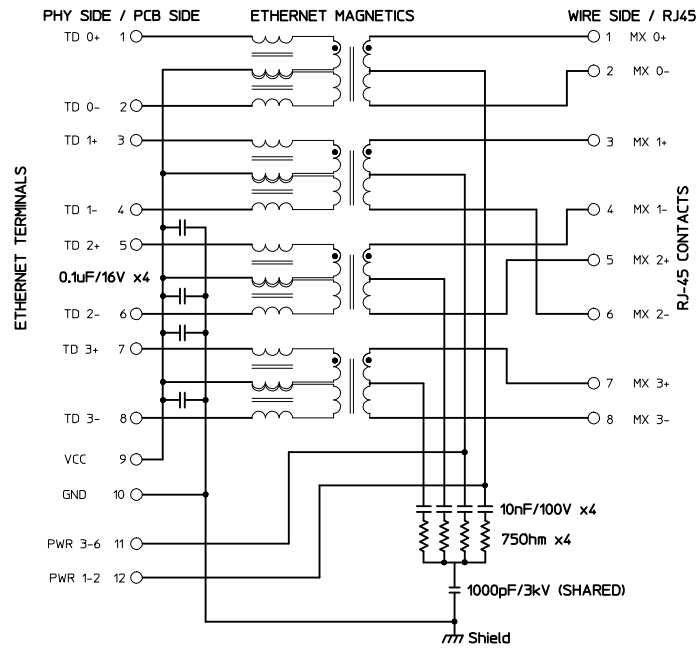 PHY SIDE / PCB SIDE ETHERNET MAGNETICS WIRE SIDE / RJ45
TD 0+ 1 1 MX 0+
2 MX 0-
TD 0- 2
TD 1+ 3 3 MX 1+
TD 1- 4 4 MX 1-
TD 2+ 5 5 MX 2+
0.1uF/16V x4
TD 2- 6 6 MX 2-
TD 3+ 7
7 MX 3+
TD 3- 8 8 MX 3-
VCC 9
GND 10
10nF/100V x4
PWR 3-6 11 75Ohm x4
PWR 1-2 12
1000pF/3kV (SHARED)
Shield
ETHERNET TERMINALS
RJ-45 CONTACTS